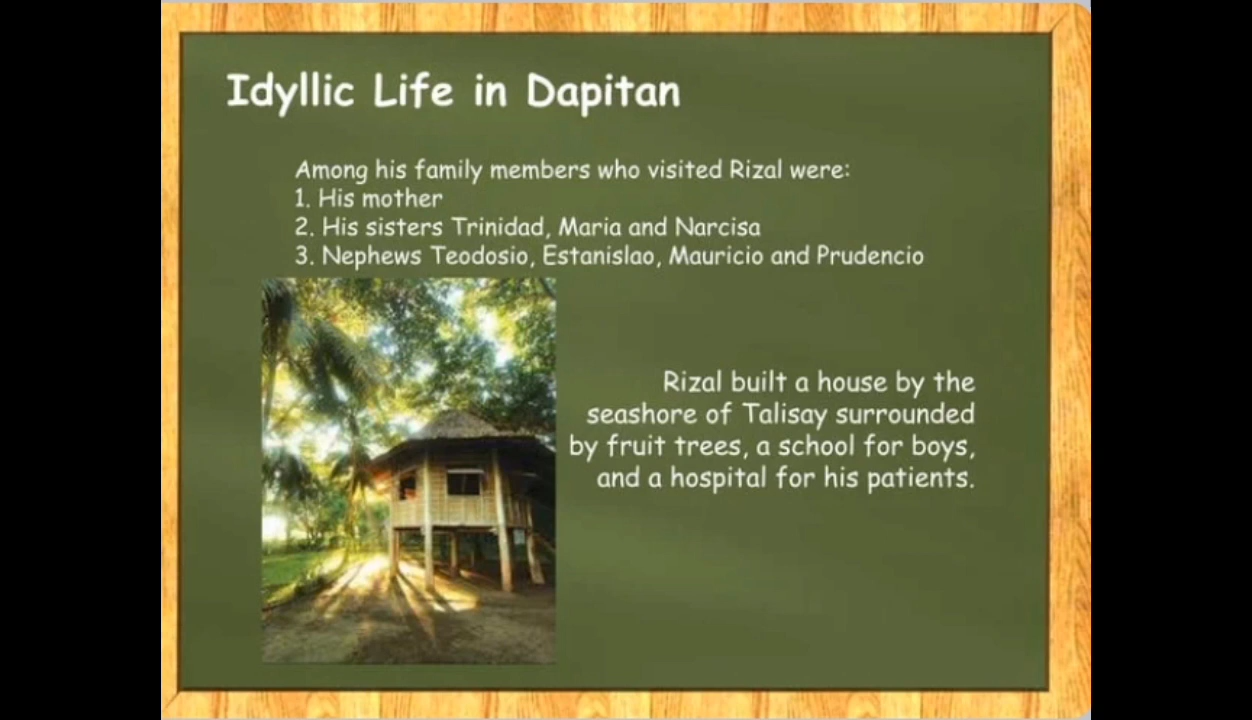 Idyllic Life in Dapitan
Among his family members who visited Rizal were:
1. His mother
2. His sisters Trinidad, Maria and Narcisa
3. Nephews Teodosio, Estanislao, Mauricio and Prudencio
Rizal built a house by the
seashore of Talisay surrounded
by fruit trees, a school for boys,
and a hospital for his patients.